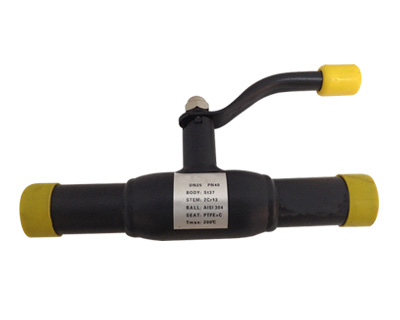 DN25 PN40
BODY: St37
STEM: 2Cr13
BALL: AISI304
SEAT: PTFE+C
Tmax: 200℃